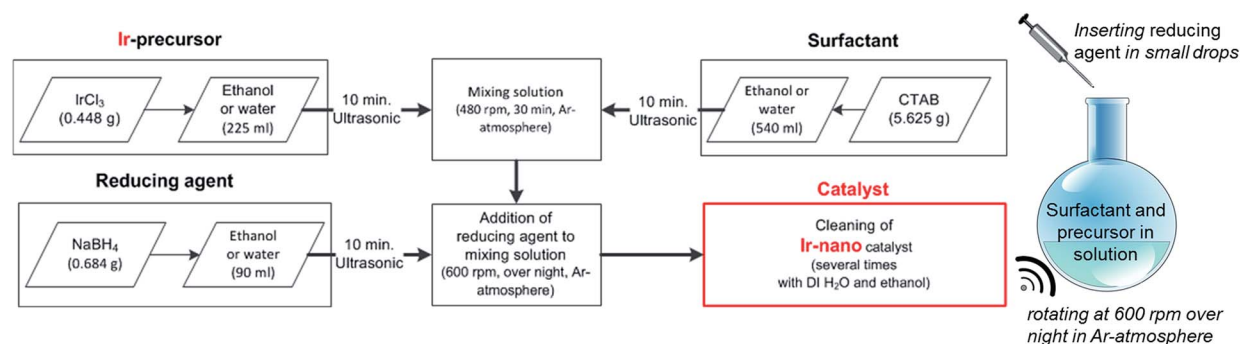 Ir-precursor
IrCl₃
(0.448 g)
Ethanol
or water
(225 ml)
10 min.
Ultrasonic
Mixing solution
(480 rpm, 30 min, Ar-
atmosphere)
Surfactant
10 min.
Ultrasonic
Ethanol or
water
(540 ml)
CTAB
(5.625 g)
Reducing agent
NaBH₄
(0.684 g)
Ethanol
or water
(90 ml)
10 min.
Ultrasonic
Addition of
reducing agent to
mixing solution
(600 rpm, over night, Ar-
atmosphere)
Catalyst
Cleaning of
Ir-nano catalyst
(several times
with DI H₂O and ethanol)
Inserting reducing
agent in small drops
Surfactant and
precursor in
solution
rotating at 600 rpm over
night in Ar-atmosphere